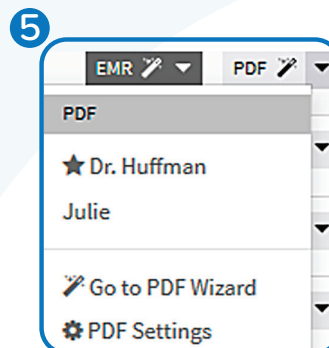 5
EMR PDF
PDF
Dr. Huffman
Julie
Go to PDF Wizard
PDF Settings